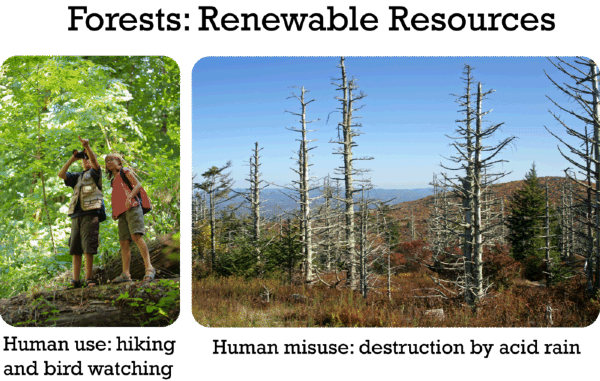 Forests: Renewable Resources
Human use: hiking
and bird watching
Human misuse: destruction by acid rain